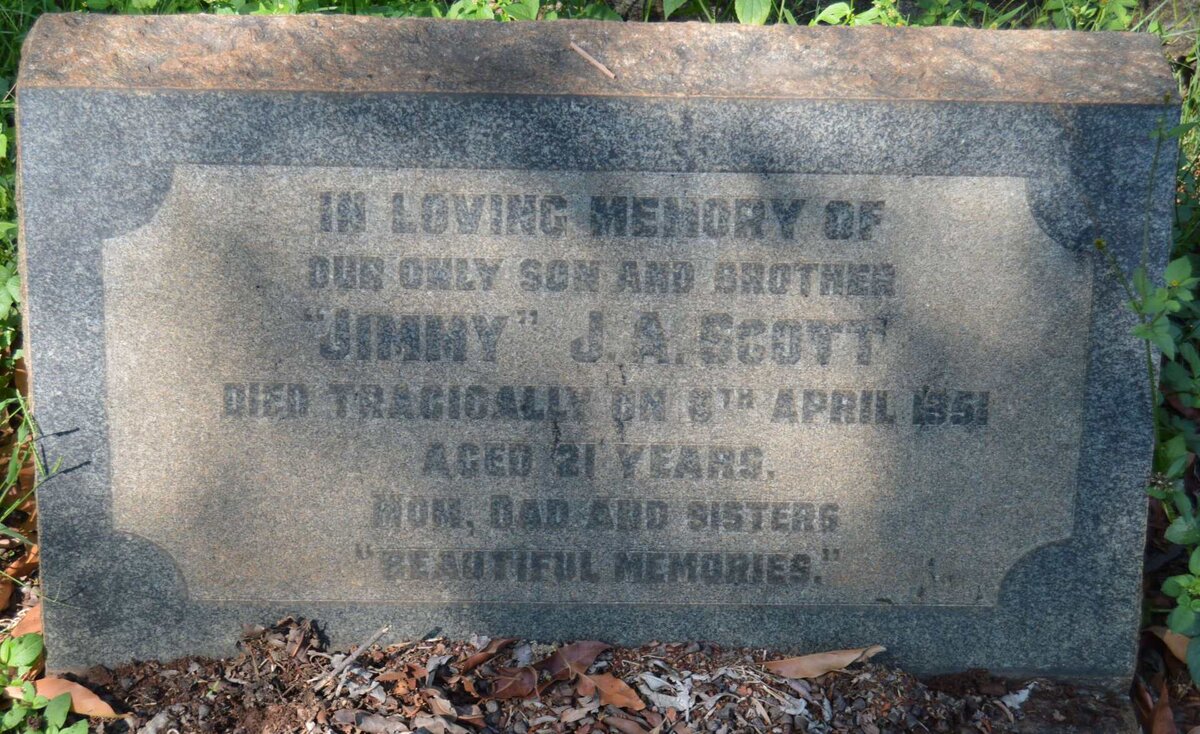 IN LOVING MEMORY OF
OUR ONLY SON AND BROTHER
"JIMMY" J. A. SCOTT
DIED TRAGICALLY ON TH APRIL 1951
AGED 21 YEARS.
MOM, DAD AND SISTERS
"BEAUTIFUL MEMORIES."